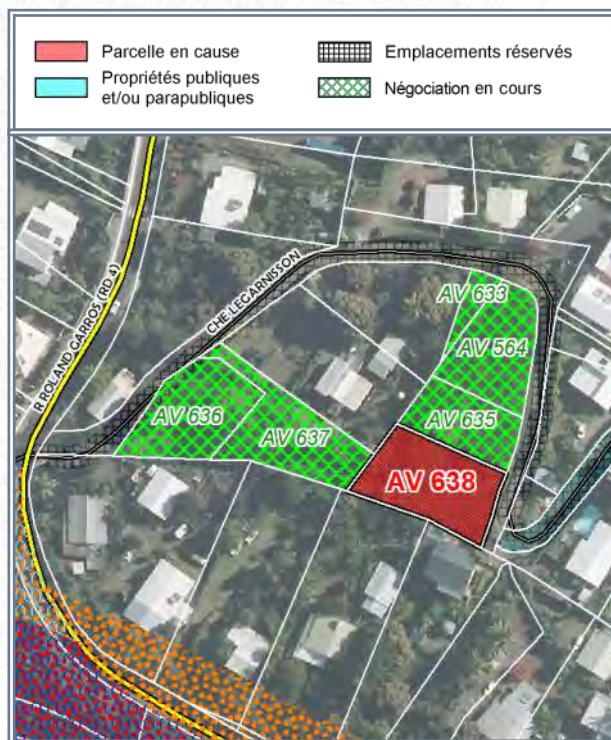 Parcelle en cause
Propriétés publiques
et/ou parapubliques
Emplacements réservés
Négociation en cours
R ROLAND GARROS (RD 4)
CHE LEGARNISSON
AV 633
AV 564
AV 635
AV 636
AV 637
AV 638